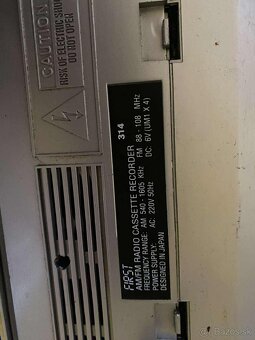 CAUTION
RISK OF ELECTRIC SHOCK
DO NOT OPEN
FIRST 314
AM/FM RADIO CASSETTE RECORDER
FREQUENCY RANGE: AM 540 - 1605 KHz FM 88 - 108 MHz
POWER SUPPLY: AC. 220V 50Hz DC. 6V (UM1 X 4)
DESIGNED IN JAPAN